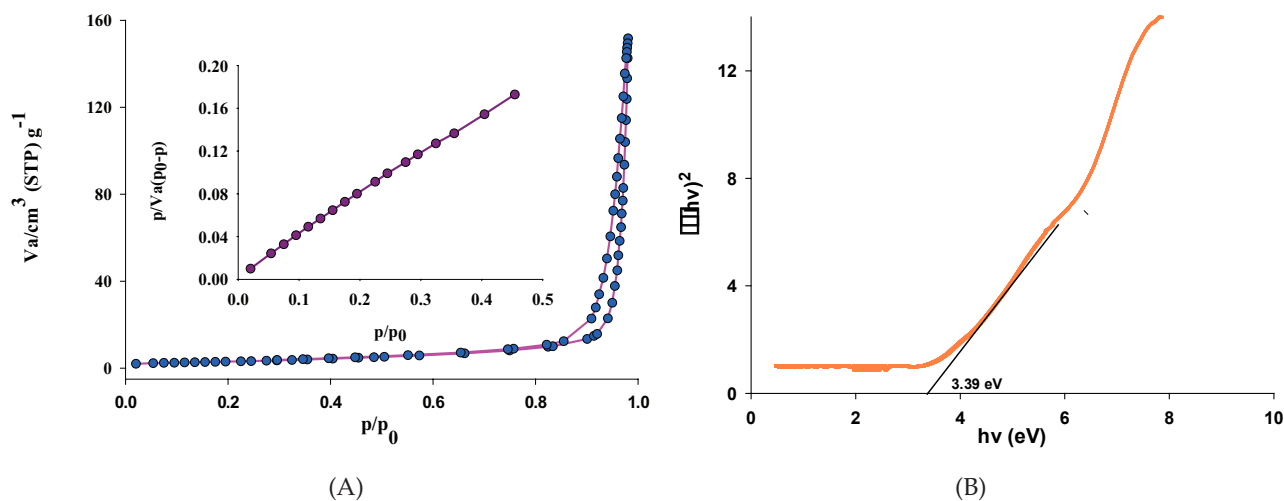 160
120
80
40
0
Va/cm³ (STP) g⁻¹
0.20
0.16
0.12
0.08
0.04
0.00
p/Va(p₀-p)
0.0 0.1 0.2 0.3 0.4 0.5
p/p₀
0.0 0.2 0.4 0.6 0.8 1.0
p/p₀
(A)
12
8
4
0
hν)²
3.39 eV
0 2 4 6 8 10
hν (eV)
(B)